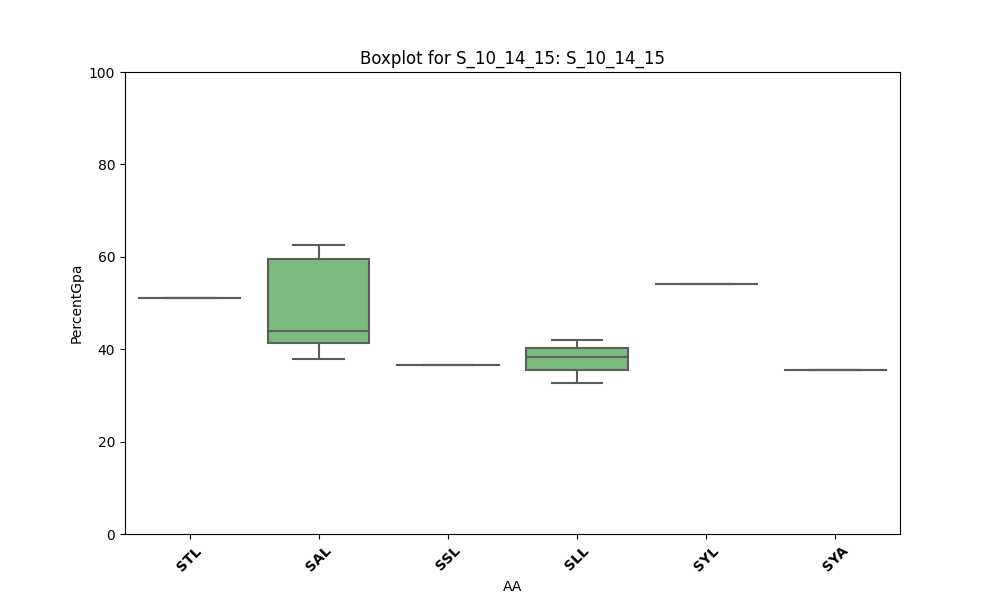 Boxplot for S_10_14_15: S_10_14_15
100
80
60
40
20
0
PercentGpa
STL
SAL
SSL
SLL
SYL
SYA
AA